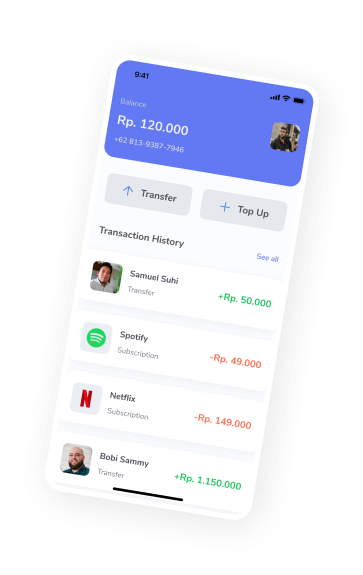 9:41
Balance
Rp. 120.000
+62 813-9387-7946
Transfer
Top Up
Transaction History
See all
Samuel Suhi
Transfer
+Rp. 50.000
Spotify
Subscription
-Rp. 49.000
Netflix
Subscription
-Rp. 149.000
Bobi Sammy
Transfer
+Rp. 1.150.000